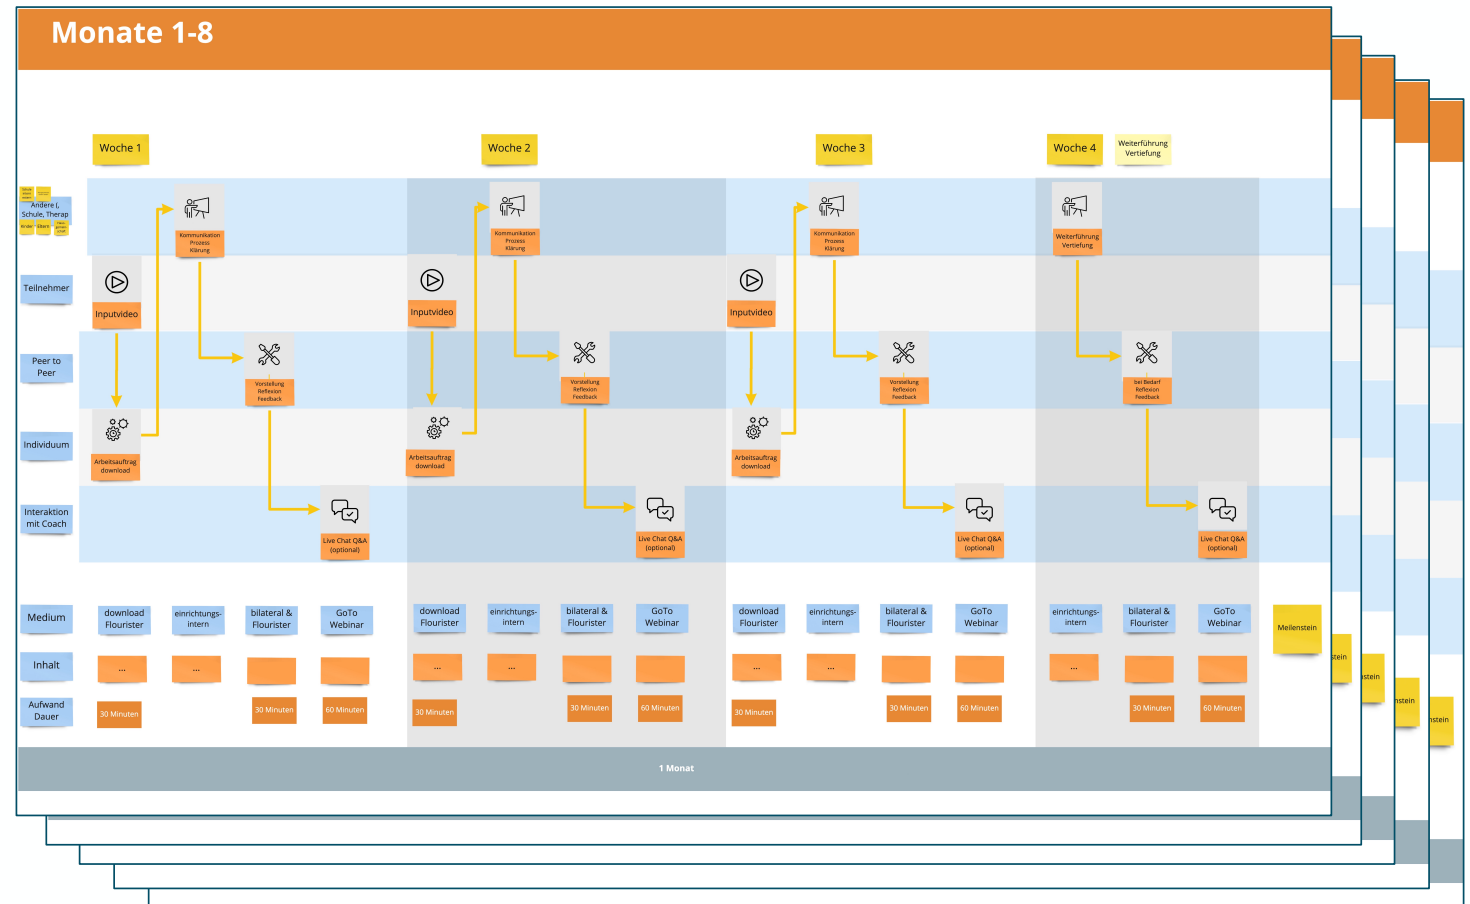 Monate 1-8
Woche 1
Woche 2
Woche 3
Woche 4
Weiterführung
Vertiefung
Andere (,
Schule, Therap
Kinder
Eltern
Kommunikation
Prozess
Klärung
Kommunikation
Prozess
Klärung
Kommunikation
Prozess
Klärung
Weiterführung
Vertiefung
Teilnehmer
Inputvideo
Inputvideo
Inputvideo
Peer to
Peer
Vorstellung
Reflexion
Feedback
Vorstellung
Reflexion
Feedback
Vorstellung
Reflexion
Feedback
bei Bedarf
Reflexion
Feedback
Individuum
Arbeitsauftrag
download
Arbeitsauftrag
download
Arbeitsauftrag
download
Interaktion
mit Coach
Live Chat Q&A
(optional)
Live Chat Q&A
(optional)
Live Chat Q&A
(optional)
Live Chat Q&A
(optional)
Medium
download
Flourister
einrichtungs-
intern
bilateral &
Flourister
GoTo
Webinar
download
Flourister
einrichtungs-
intern
bilateral &
Flourister
GoTo
Webinar
download
Flourister
einrichtungs-
intern
bilateral &
Flourister
GoTo
Webinar
einrichtungs-
intern
bilateral &
Flourister
GoTo
Webinar
Meilenstein
stein
nstein
nstein
nstein
Inhalt
...
...
...
...
...
...
...
Aufwand
Dauer
30 Minuten
30 Minuten
60 Minuten
30 Minuten
30 Minuten
60 Minuten
30 Minuten
30 Minuten
60 Minuten
30 Minuten
60 Minuten
1 Monat